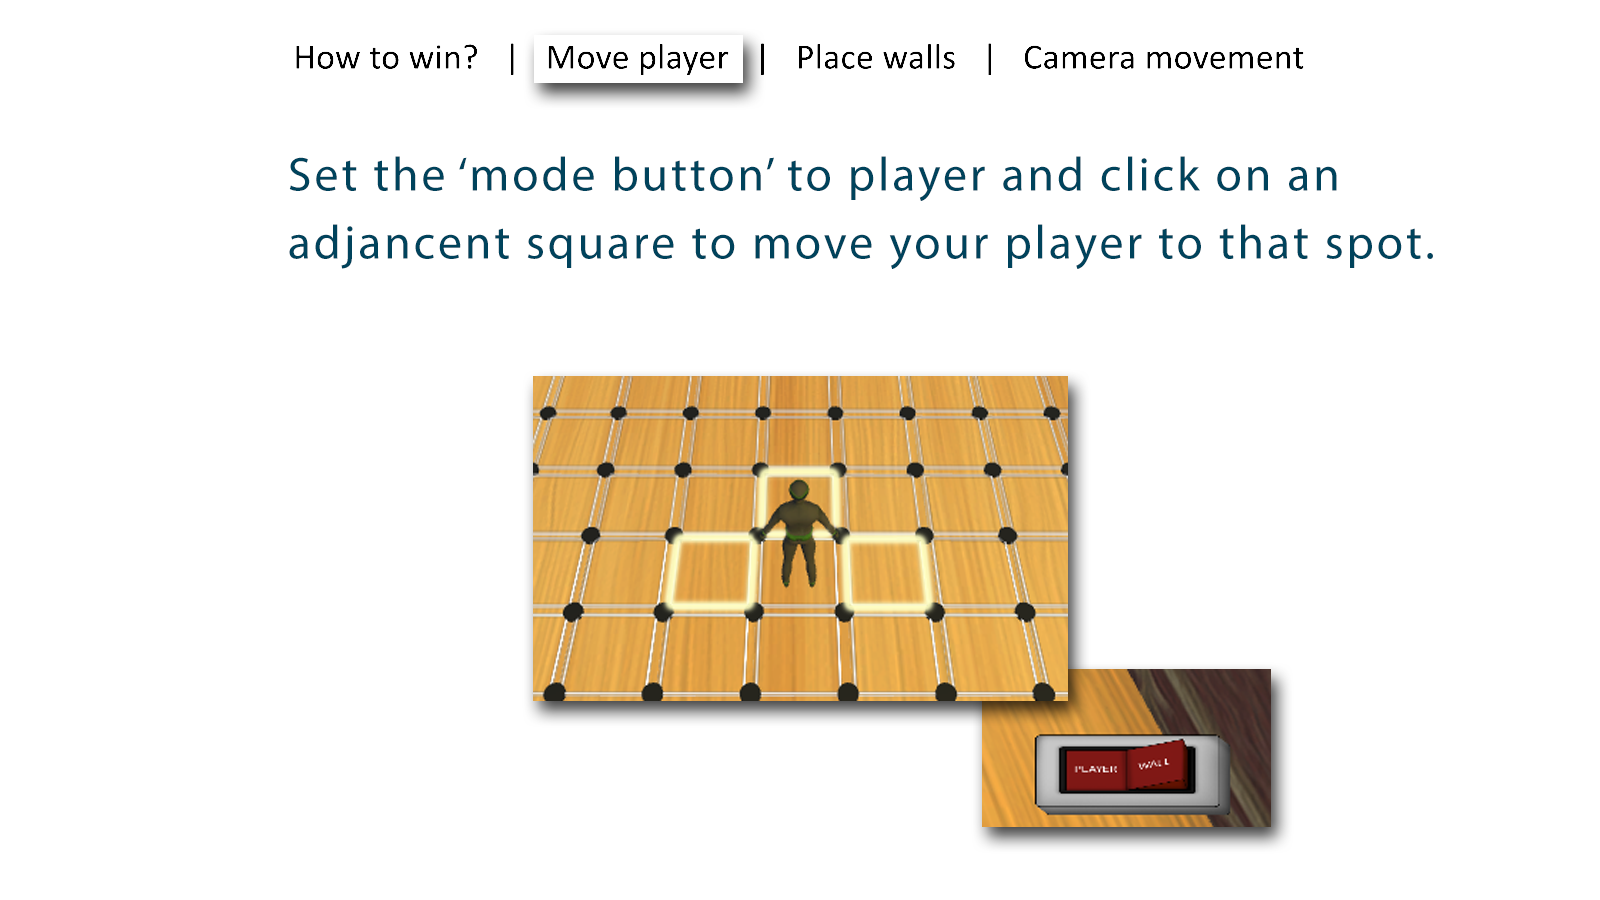 How to win? | Move player | Place walls | Camera movement
Set the ‘mode button’ to player and click on an
adjancent square to move your player to that spot.
PLAYER WALL